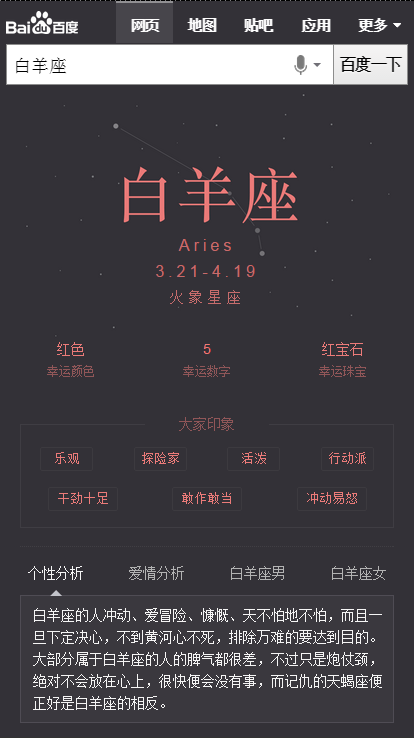 Bai百度 网页 地图 贴吧 应用 更多
白羊座 百度一下
白羊座
Aries
3.21-4.19
火象星座
红色 5 红宝石
幸运颜色 幸运数字 幸运珠宝
大家印象
乐观 探险家 活泼 行动派
干劲十足 敢作敢当 冲动易怒
个性分析 爱情分析 白羊座男 白羊座女
白羊座的人冲动、爱冒险、慷慨、天不怕地不怕，而且一
旦下定决心，不到黄河心不死，排除万难的要达到目的。
大部分属于白羊座的人的脾气都很差，不过只是炮仗颈，
绝对不会放在心上，很快便会没有事，而记仇的天蝎座便
正好是白羊座的相反。